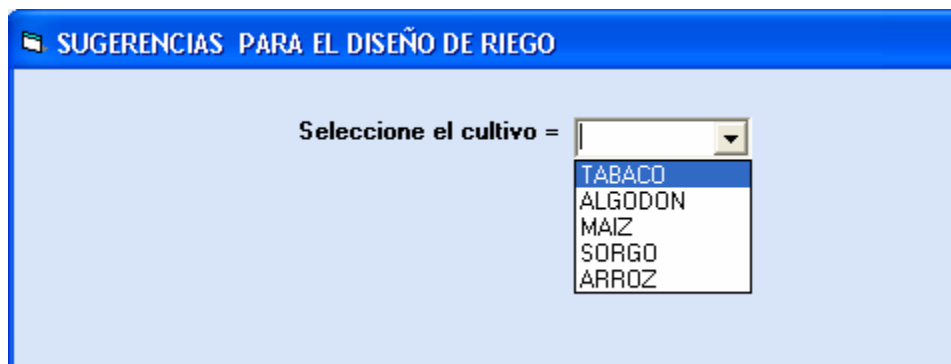 SUGERENCIAS PARA EL DISEÑO DE RIEGO
Seleccione el cultivo =
TABACO
ALGODON
MAIZ
SORGO
ARROZ